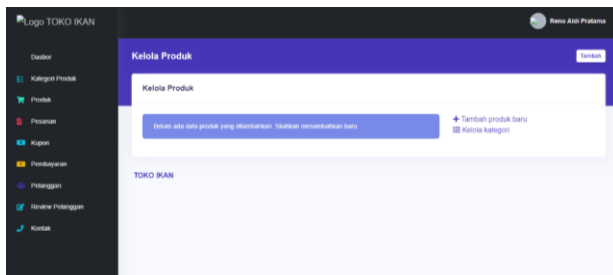 Logo TOKO IKAN
Reno Aldi Pratama
Dasbor
Kategori Produk
Produk
Pesanan
Kupon
Pembayaran
Pelanggan
Review Pelanggan
Kontak
Kelola Produk
Tambah
Kelola Produk
Belum ada data produk yang ditambahkan. Silahkan menambahkan baru.
Tambah produk baru
Kelola kategori
TOKO IKAN